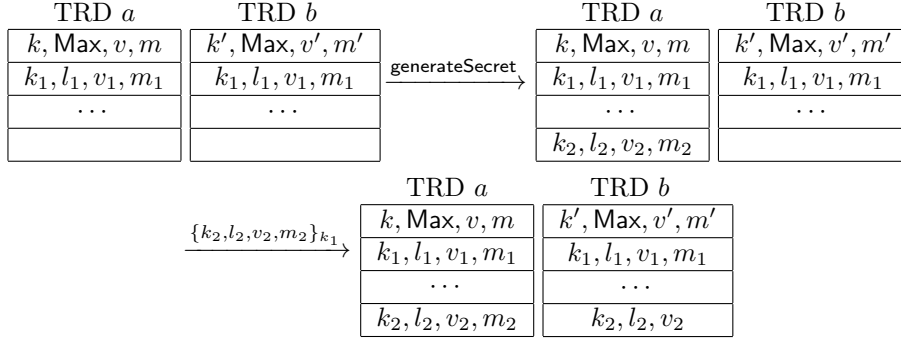 TRD a TRD b TRD a TRD b
k, Max, v, m k′, Max, v′, m′ k, Max, v, m k′, Max, v′, m′
k₁, l₁, v₁, m₁ k₁, l₁, v₁, m₁ generateSecret k₁, l₁, v₁, m₁ k₁, l₁, v₁, m₁
⋯ ⋯ ⋯ ⋯
k₂, l₂, v₂, m₂
TRD a TRD b
k, Max, v, m k′, Max, v′, m′
{k₂,l₂,v₂,m₂}ₖ₁ k₁, l₁, v₁, m₁ k₁, l₁, v₁, m₁
⋯ ⋯
k₂, l₂, v₂, m₂ k₂, l₂, v₂